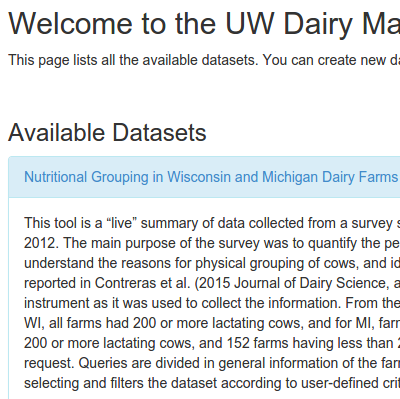 Welcome to the UW Dairy Ma
This page lists all the available datasets. You can create new da
Available Datasets
Nutritional Grouping in Wisconsin and Michigan Dairy Farms
This tool is a “live” summary of data collected from a survey s
2012. The main purpose of the survey was to quantify the pe
understand the reasons for physical grouping of cows, and id
reported in Contreras et al. (2015 Journal of Dairy Science, a
instrument as it was used to collect the information. From the
WI, all farms had 200 or more lactating cows, and for MI, farm
200 or more lactating cows, and 152 farms having less than 2
request. Queries are divided in general information of the farm
selecting and filters the dataset according to user-defined crit